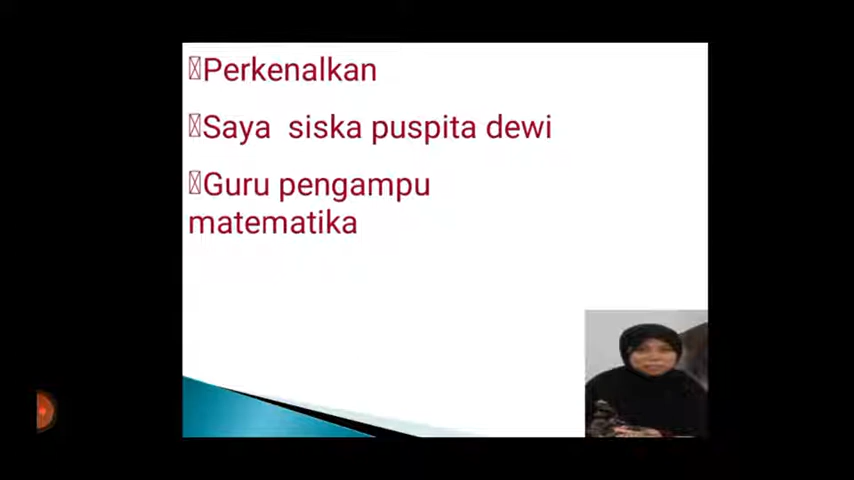 Perkenalkan
Saya siska puspita dewi
Guru pengampu
matematika